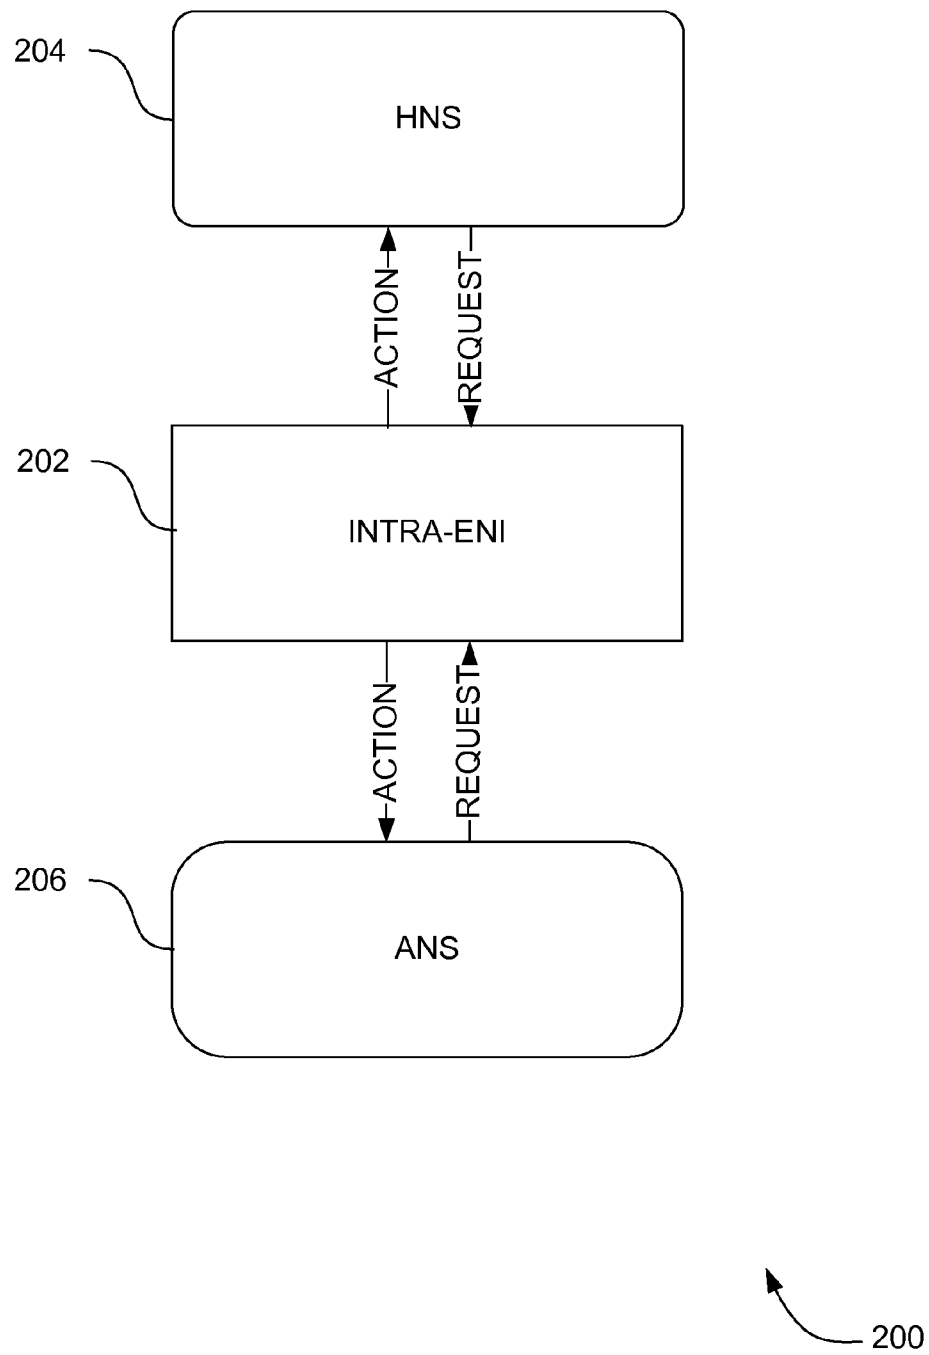 204
HNS
ACTION
REQUEST
202
INTRA-ENI
ACTION
REQUEST
206
ANS
200